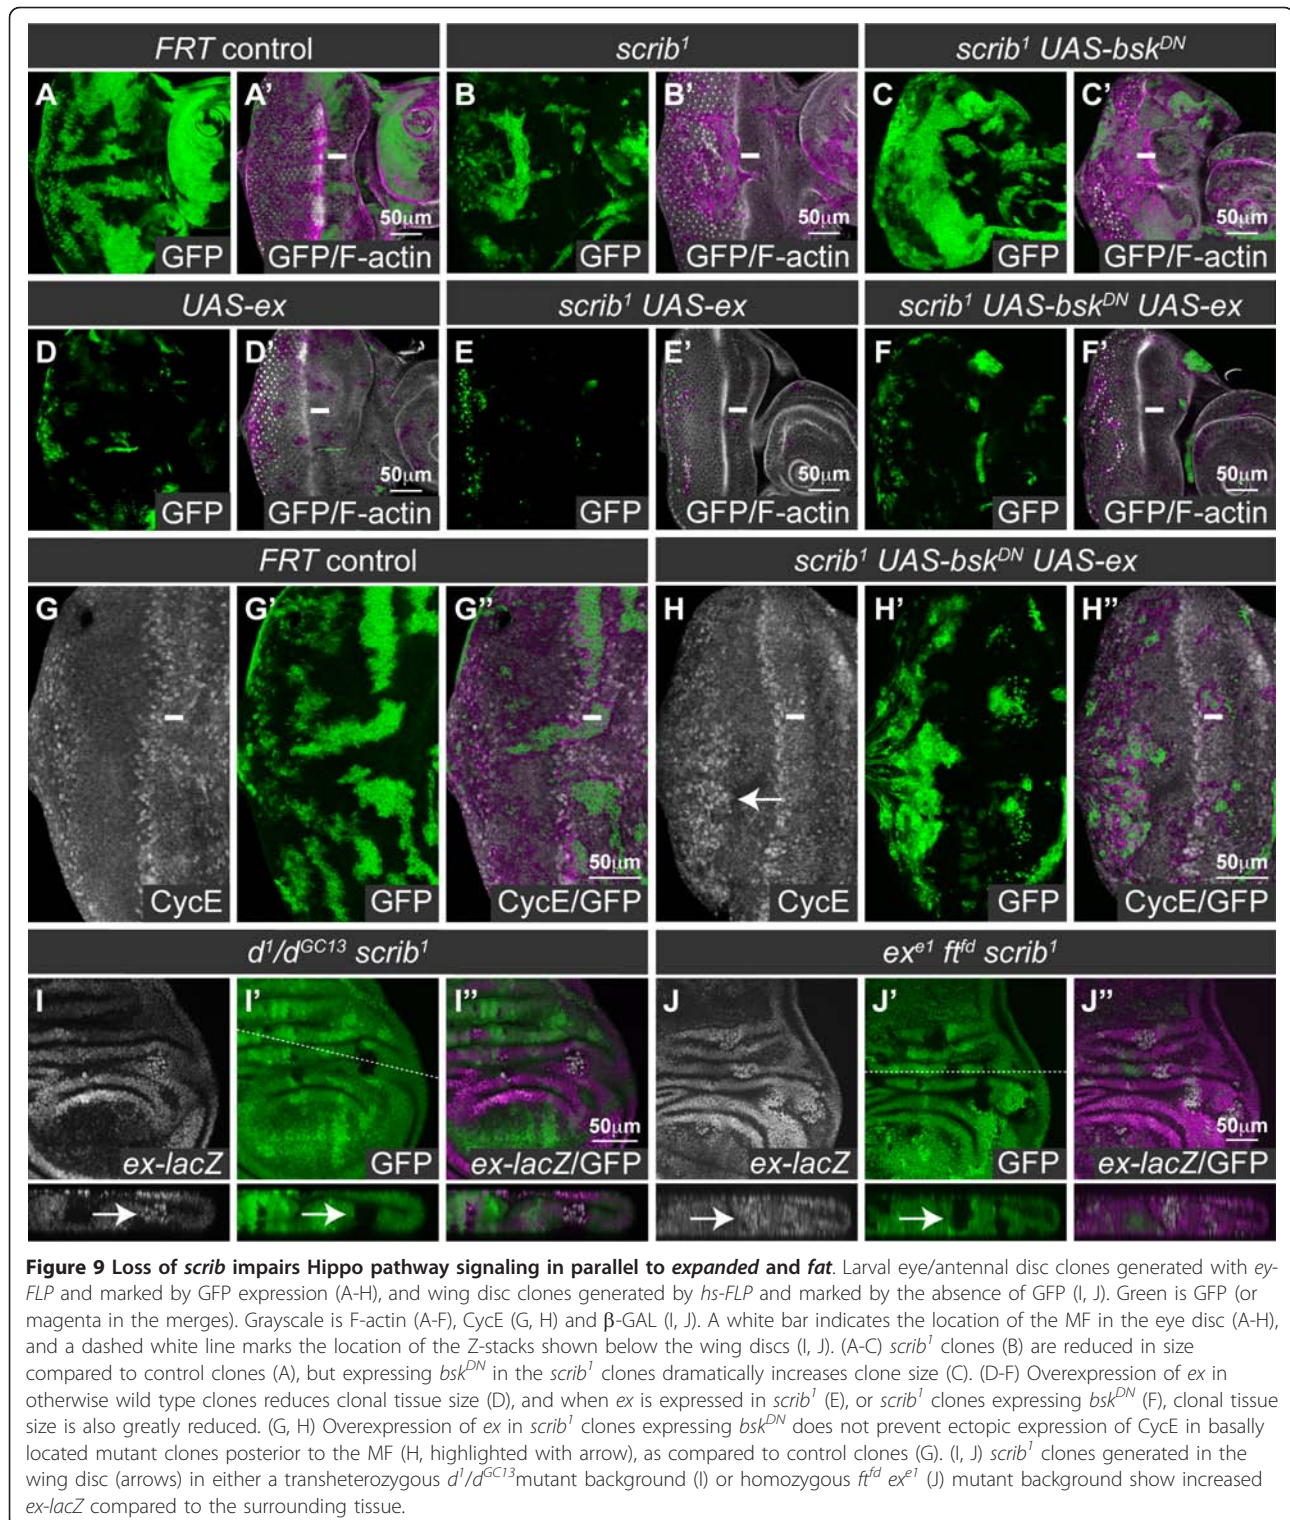 FRT control scrib¹ scrib¹ UAS-bskᴰᴺ
A A' B B' C C'
50µm 50µm 50µm
GFP GFP/F-actin GFP GFP/F-actin GFP GFP/F-actin
UAS-ex scrib¹ UAS-ex scrib¹ UAS-bskᴰᴺ UAS-ex
D D' E E' F F'
50µm 50µm 50µm
GFP GFP/F-actin GFP GFP/F-actin GFP GFP/F-actin
FRT control scrib¹ UAS-bskᴰᴺ UAS-ex
G G' G" H H' H"
50µm 50µm
CycE GFP CycE/GFP CycE GFP CycE/GFP
d¹/dᴳᶜ¹³ scrib¹ exᵉ¹ ftᶠᵈ scrib¹
I I' I" J J' J"
50µm 50µm
ex-lacZ GFP ex-lacZ/GFP ex-lacZ GFP ex-lacZ/GFP
Figure 9 Loss of scrib impairs Hippo pathway signaling in parallel to expanded and fat. Larval eye/antennal disc clones generated with ey-
FLP and marked by GFP expression (A-H), and wing disc clones generated by hs-FLP and marked by the absence of GFP (I, J). Green is GFP (or
magenta in the merges). Grayscale is F-actin (A-F), CycE (G, H) and β-GAL (I, J). A white bar indicates the location of the MF in the eye disc (A-H),
and a dashed white line marks the location of the Z-stacks shown below the wing discs (I, J). (A-C) scrib¹ clones (B) are reduced in size
compared to control clones (A), but expressing bskᴰᴺ in the scrib¹ clones dramatically increases clone size (C). (D-F) Overexpression of ex in
otherwise wild type clones reduces clonal tissue size (D), and when ex is expressed in scrib¹ (E), or scrib¹ clones expressing bskᴰᴺ (F), clonal tissue
size is also greatly reduced. (G, H) Overexpression of ex in scrib¹ clones expressing bskᴰᴺ does not prevent ectopic expression of CycE in basally
located mutant clones posterior to the MF (H, highlighted with arrow), as compared to control clones (G). (I, J) scrib¹ clones generated in the
wing disc (arrows) in either a transheterozygous d¹/dᴳᶜ¹³mutant background (I) or homozygous ftᶠᵈ exᵉ¹ (J) mutant background show increased
ex-lacZ compared to the surrounding tissue.